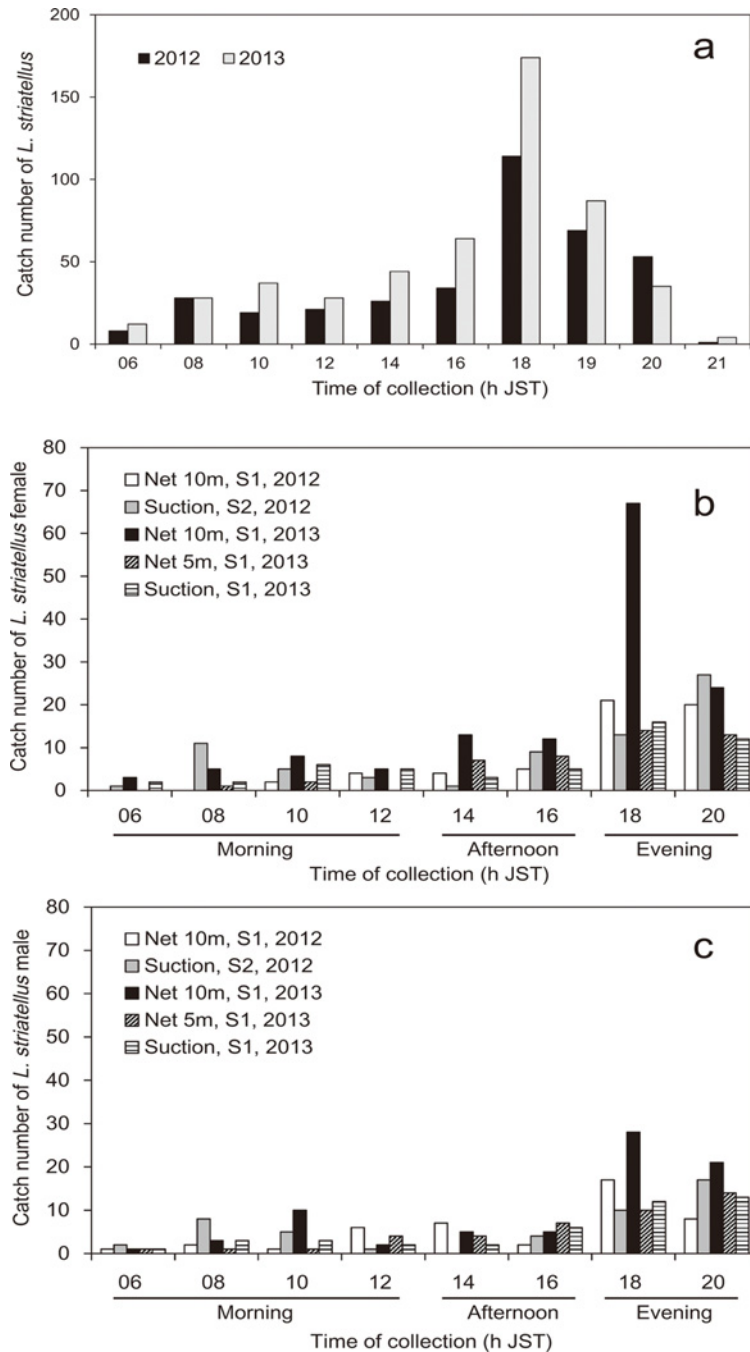 200
150
100
50
0
Catch number of L. striatellus
2012 2013
a
06 08 10 12 14 16 18 19 20 21
Time of collection (h JST)
80
70
60
50
40
30
20
10
0
Catch number of L. striatellus female
Net 10m, S1, 2012
Suction, S2, 2012
Net 10m, S1, 2013
Net 5m, S1, 2013
Suction, S1, 2013
b
06 08 10 12 14 16 18 20
Morning Afternoon Evening
Time of collection (h JST)
80
70
60
50
40
30
20
10
0
Catch number of L. striatellus male
Net 10m, S1, 2012
Suction, S2, 2012
Net 10m, S1, 2013
Net 5m, S1, 2013
Suction, S1, 2013
c
06 08 10 12 14 16 18 20
Morning Afternoon Evening
Time of collection (h JST)